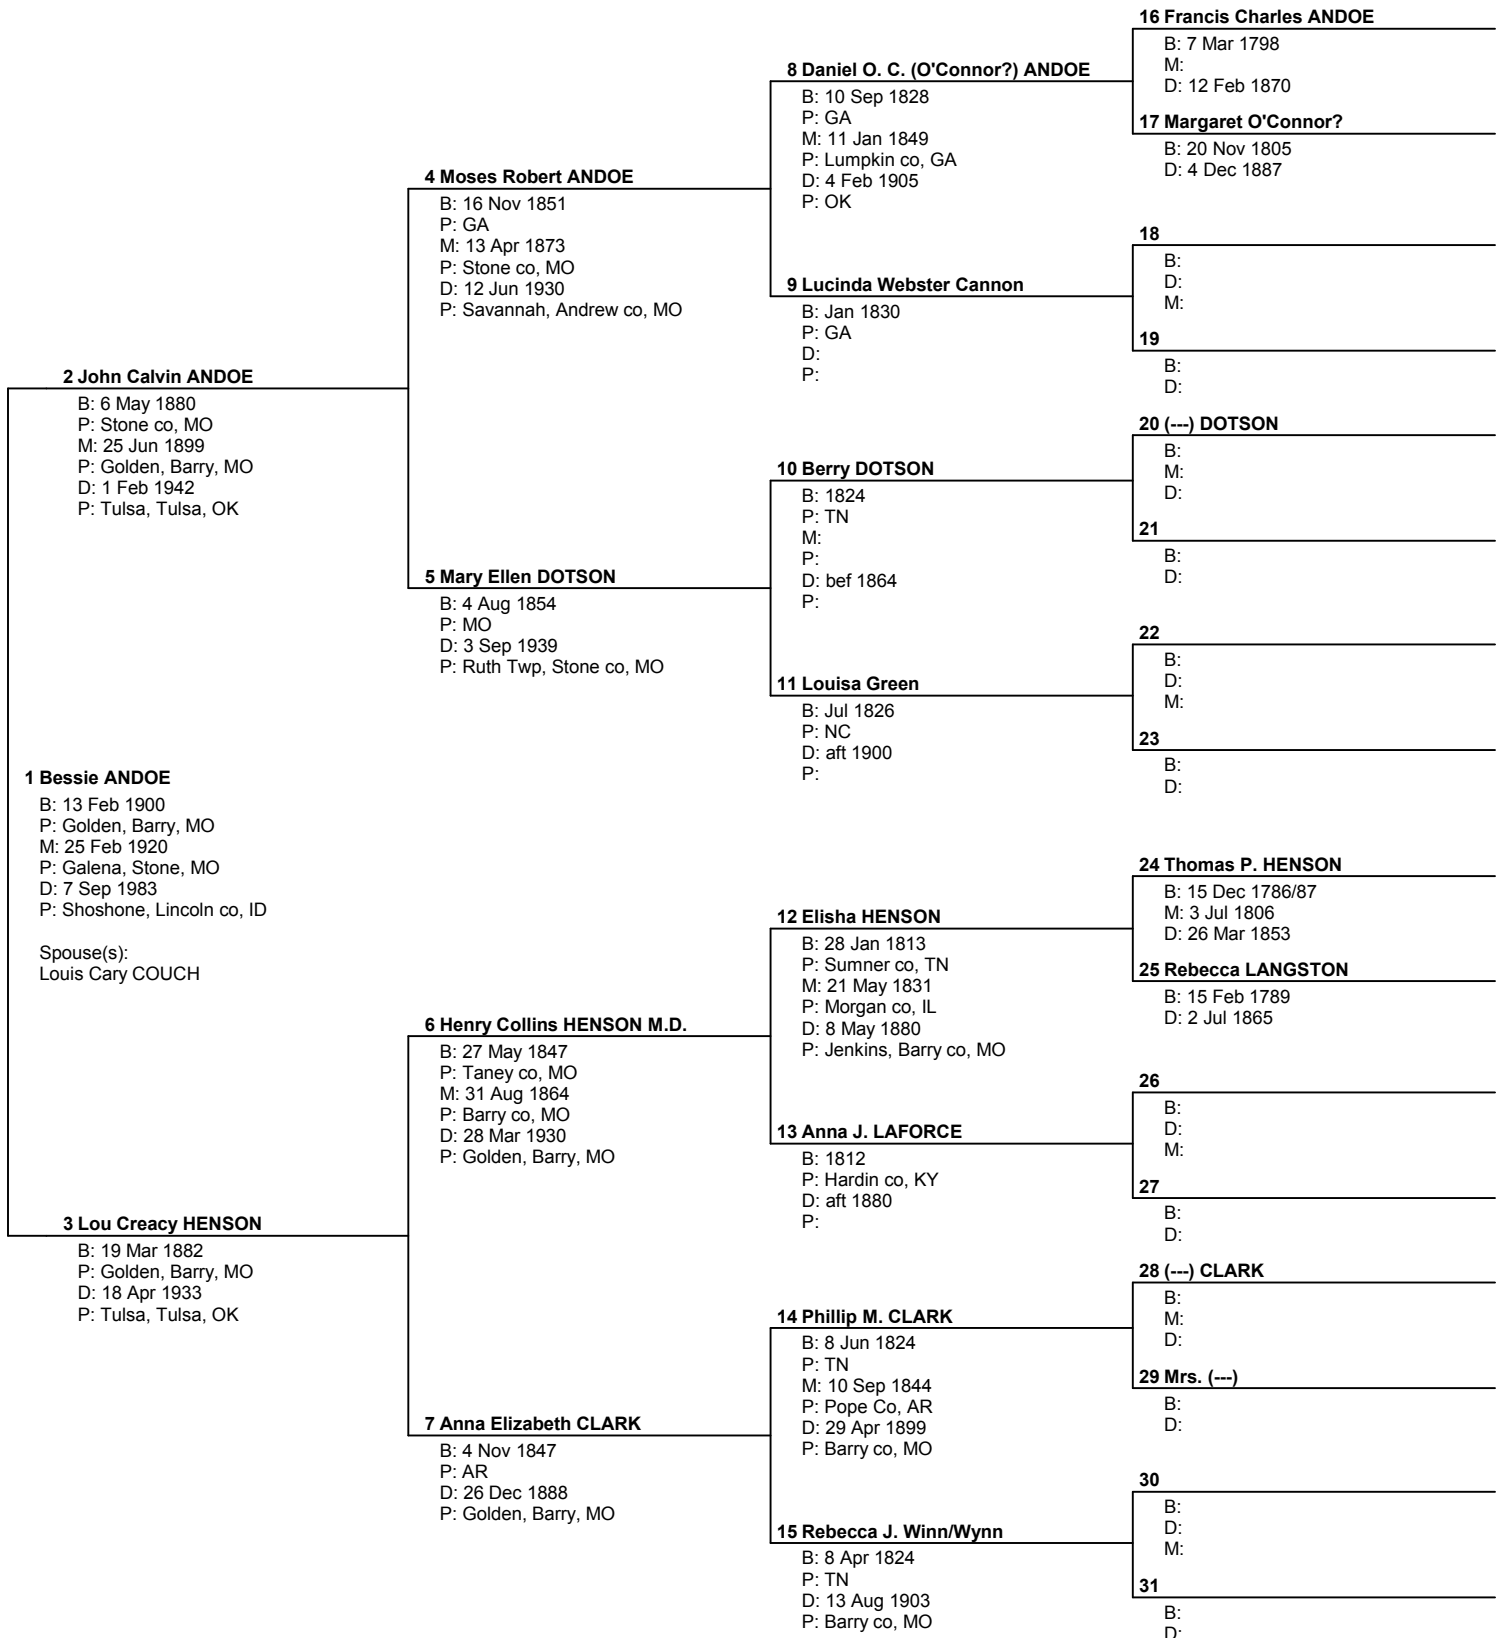 16 Francis Charles ANDOE
B: 7 Mar 1798
M:
D: 12 Feb 1870
8 Daniel O. C. (O'Connor?) ANDOE
B: 10 Sep 1828
P: GA
M: 11 Jan 1849
P: Lumpkin co, GA
D: 4 Feb 1905
P: OK
17 Margaret O'Connor?
B: 20 Nov 1805
D: 4 Dec 1887
4 Moses Robert ANDOE
B: 16 Nov 1851
P: GA
M: 13 Apr 1873
P: Stone co, MO
D: 12 Jun 1930
P: Savannah, Andrew co, MO
18
B:
D:
M:
9 Lucinda Webster Cannon
B: Jan 1830
P: GA
D:
P:
19
B:
D:
2 John Calvin ANDOE
B: 6 May 1880
P: Stone co, MO
M: 25 Jun 1899
P: Golden, Barry, MO
D: 1 Feb 1942
P: Tulsa, Tulsa, OK
20 (---) DOTSON
B:
M:
D:
10 Berry DOTSON
B: 1824
P: TN
M:
P:
D: bef 1864
P:
21
B:
D:
5 Mary Ellen DOTSON
B: 4 Aug 1854
P: MO
D: 3 Sep 1939
P: Ruth Twp, Stone co, MO
22
B:
D:
M:
11 Louisa Green
B: Jul 1826
P: NC
D: aft 1900
P:
23
B:
D:
1 Bessie ANDOE
B: 13 Feb 1900
P: Golden, Barry, MO
M: 25 Feb 1920
P: Galena, Stone, MO
D: 7 Sep 1983
P: Shoshone, Lincoln co, ID
Spouse(s):
Louis Cary COUCH
24 Thomas P. HENSON
B: 15 Dec 1786/87
M: 3 Jul 1806
D: 26 Mar 1853
12 Elisha HENSON
B: 28 Jan 1813
P: Sumner co, TN
M: 21 May 1831
P: Morgan co, IL
D: 8 May 1880
P: Jenkins, Barry co, MO
25 Rebecca LANGSTON
B: 15 Feb 1789
D: 2 Jul 1865
6 Henry Collins HENSON M.D.
B: 27 May 1847
P: Taney co, MO
M: 31 Aug 1864
P: Barry co, MO
D: 28 Mar 1930
P: Golden, Barry, MO
26
B:
D:
M:
13 Anna J. LAFORCE
B: 1812
P: Hardin co, KY
D: aft 1880
P:
27
B:
D:
3 Lou Creacy HENSON
B: 19 Mar 1882
P: Golden, Barry, MO
D: 18 Apr 1933
P: Tulsa, Tulsa, OK
28 (---) CLARK
B:
M:
D:
14 Phillip M. CLARK
B: 8 Jun 1824
P: TN
M: 10 Sep 1844
P: Pope Co, AR
D: 29 Apr 1899
P: Barry co, MO
29 Mrs. (---)
B:
D:
7 Anna Elizabeth CLARK
B: 4 Nov 1847
P: AR
D: 26 Dec 1888
P: Golden, Barry, MO
30
B:
D:
M:
15 Rebecca J. Winn/Wynn
B: 8 Apr 1824
P: TN
D: 13 Aug 1903
P: Barry co, MO
31
B:
D: